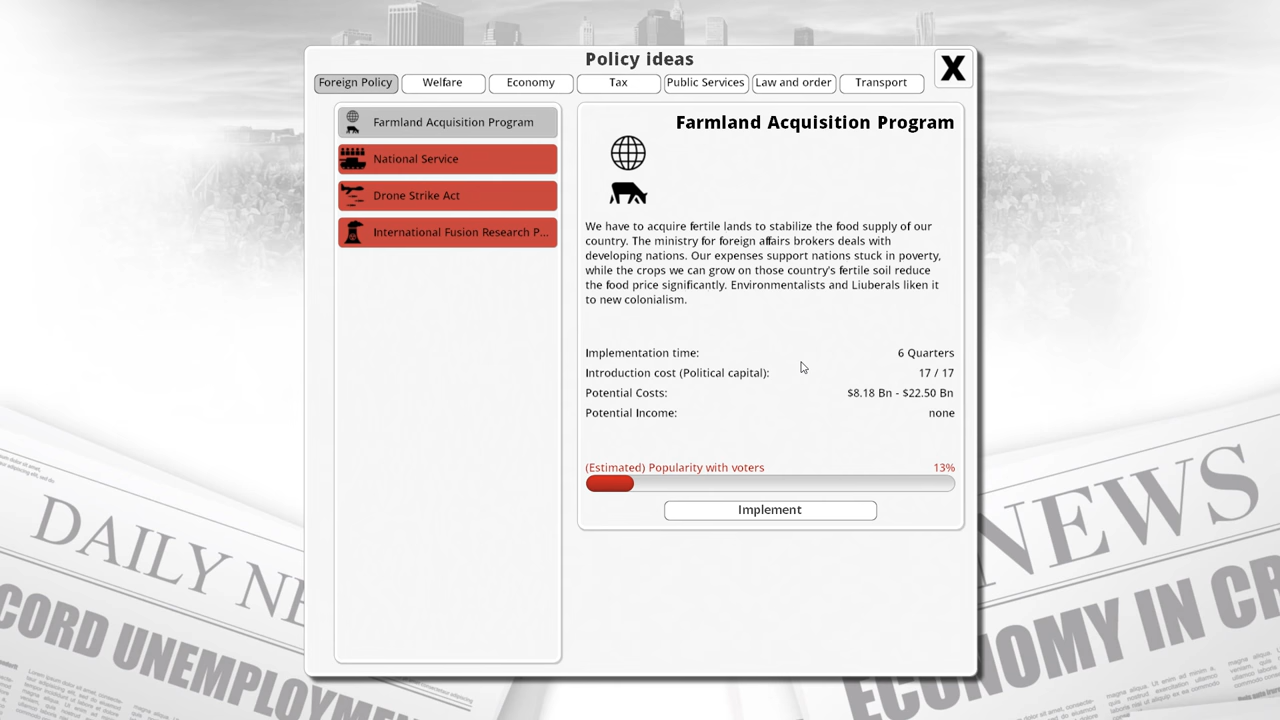 Policy ideas
X
Foreign Policy
Welfare
Economy
Tax
Public Services
Law and order
Transport
Farmland Acquisition Program
National Service
Drone Strike Act
International Fusion Research P...
Farmland Acquisition Program
We have to acquire fertile lands to stabilize the food supply of our
country. The ministry for foreign affairs brokers deals with
developing nations. Our expenses support nations stuck in poverty,
while the crops we can grow on those country's fertile soil reduce
the food price significantly. Environmentalists and Liuberals liken it
to new colonialism.
Implementation time: 6 Quarters
Introduction cost (Political capital): 17 / 17
Potential Costs: $8.18 Bn - $22.50 Bn
Potential Income: none
(Estimated) Popularity with voters 13%
Implement
DAILY NE
CORD UNEMPLOYM
NEWS
ECONOMY IN CR